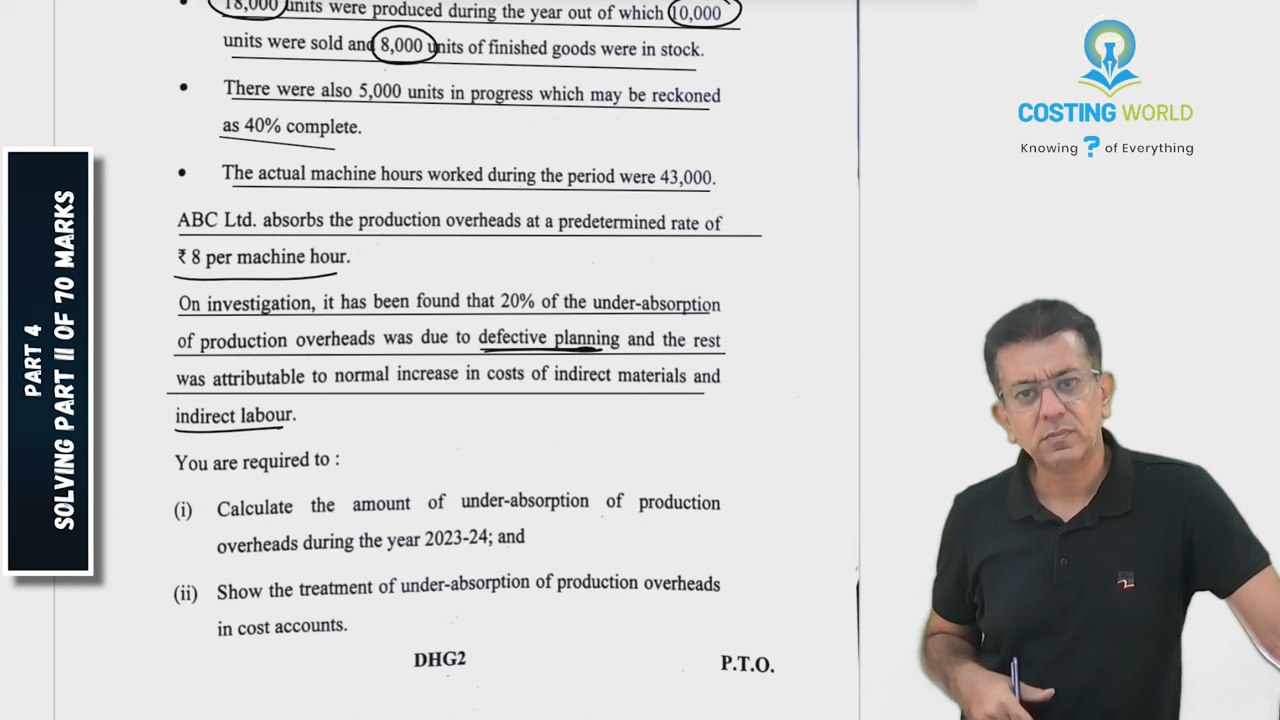 18,000 units were produced during the year out of which 10,000
units were sold and 8,000 units of finished goods were in stock.
• There were also 5,000 units in progress which may be reckoned
as 40% complete.
• The actual machine hours worked during the period were 43,000.
ABC Ltd. absorbs the production overheads at a predetermined rate of
₹ 8 per machine hour.
On investigation, it has been found that 20% of the under-absorption
of production overheads was due to defective planning and the rest
was attributable to normal increase in costs of indirect materials and
indirect labour.
You are required to :
(i) Calculate the amount of under-absorption of production
overheads during the year 2023-24; and
(ii) Show the treatment of under-absorption of production overheads
in cost accounts.
DHG2 P.T.O.
PART 4
SOLVING PART II OF 70 MARKS
COSTING WORLD
Knowing ? of Everything